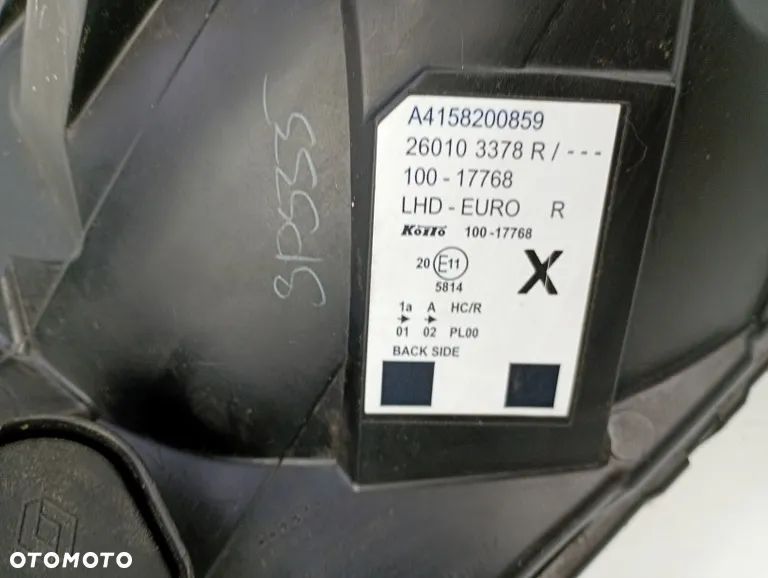 A4158200859
26010 3378 R / - - -
100 - 17768
LHD - EURO R
Koito 100 -17768
20 E11
5814
X
1a A HC/R
01 02 PL00
BACK SIDE
SP535
OTOMOTO